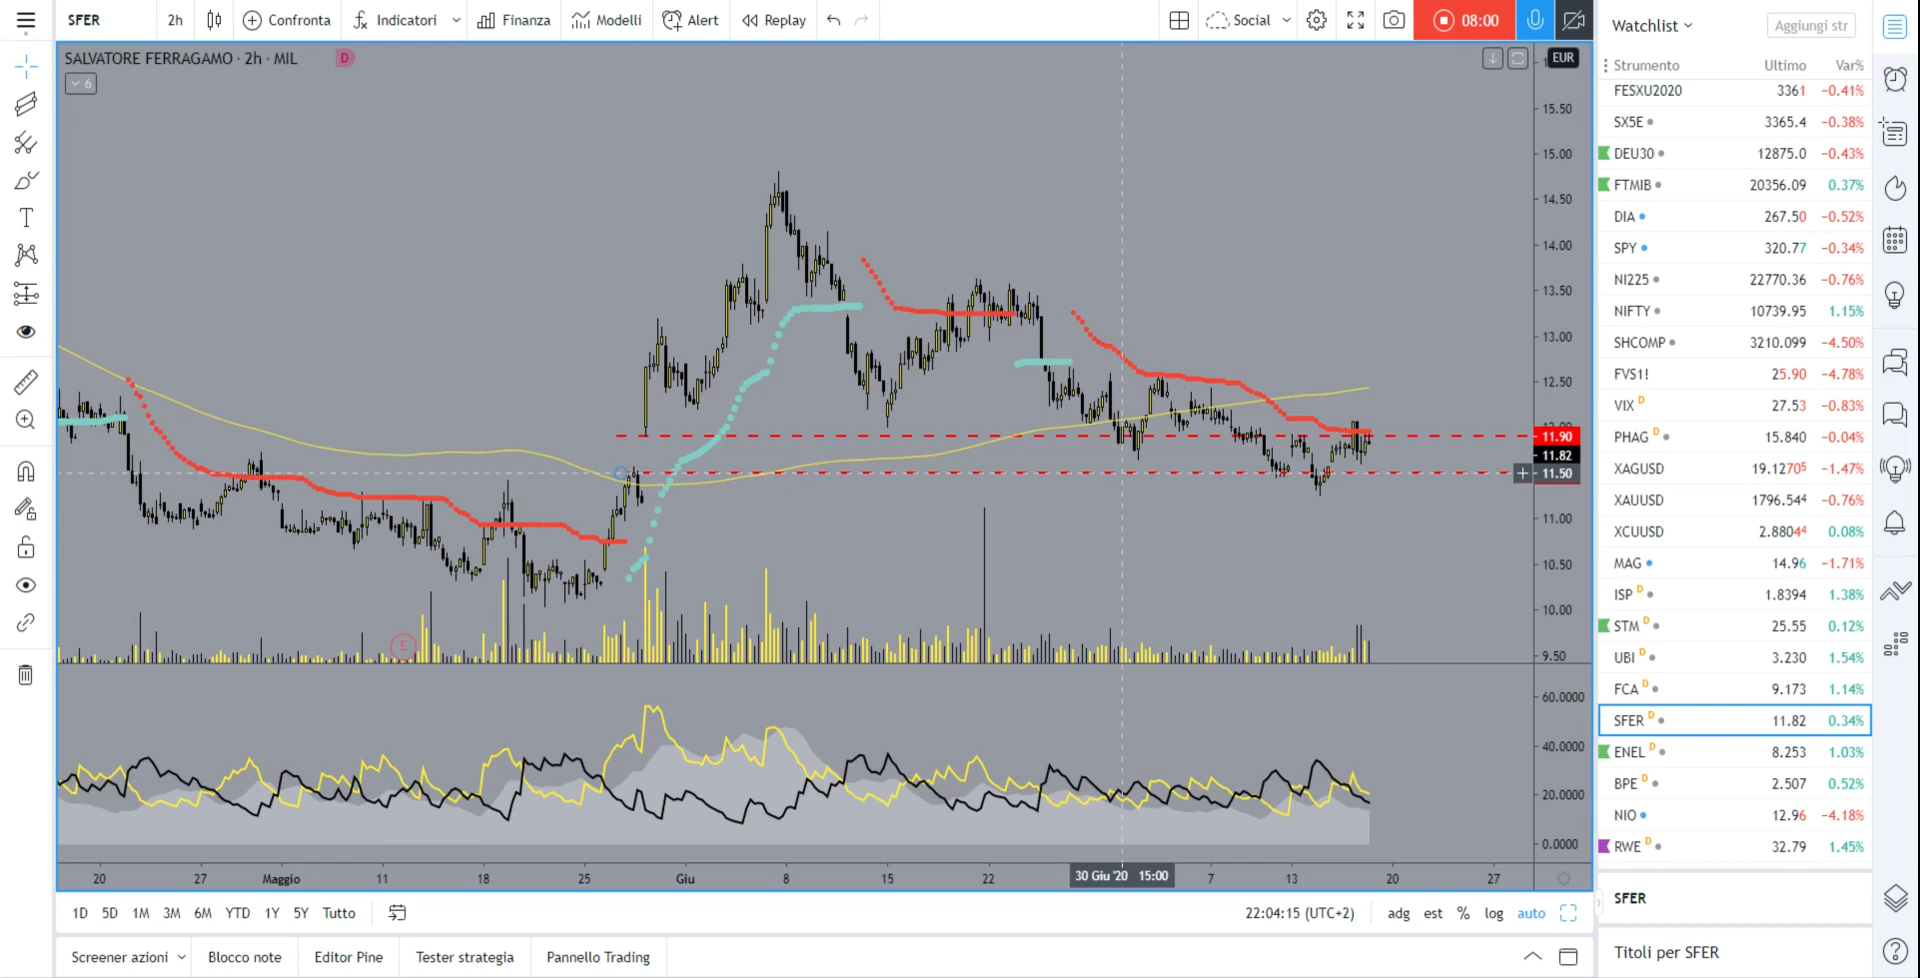 SFER
2h
Confronta
Indicatori
Finanza
Modelli
Alert
Replay
Social
08:00
SALVATORE FERRAGAMO · 2h · MIL
D
6
EUR
15.50
15.00
14.50
14.00
13.50
13.00
12.50
11.90
11.82
11.50
11.00
10.50
10.00
9.50
E
60.0000
40.0000
20.0000
0.0000
20
27
Maggio
11
18
25
Giu
8
15
22
30 Giu '20 15:00
7
13
20
27
1D 5D 1M 3M 6M YTD 1Y 5Y Tutto
22:04:15 (UTC+2)
adg est % log auto
Screener azioni
Blocco note
Editor Pine
Tester strategia
Pannello Trading
Watchlist
Aggiungi str
Strumento Ultimo Var%
FESXU2020 3361 −0.41%
SX5E 3365.4 −0.38%
DEU30 12875.0 −0.43%
FTMIB 20356.09 0.37%
DIA 267.50 −0.52%
SPY 320.77 −0.34%
NI225 22770.36 −0.76%
NIFTY 10739.95 1.15%
SHCOMP 3210.099 −4.50%
FVS1! 25.90 −4.78%
VIX D 27.53 −0.83%
PHAG D 15.840 −0.04%
XAGUSD 19.12705 −1.47%
XAUUSD 1796.544 −0.76%
XCUUSD 2.88044 0.08%
MAG 14.96 −1.71%
ISP D 1.8394 1.38%
STM D 25.55 0.12%
UBI D 3.230 1.54%
FCA D 9.173 1.14%
SFER D 11.82 0.34%
ENEL D 8.253 1.03%
BPE D 2.507 0.52%
NIO 12.96 −4.18%
RWE D 32.79 1.45%
SFER
Titoli per SFER